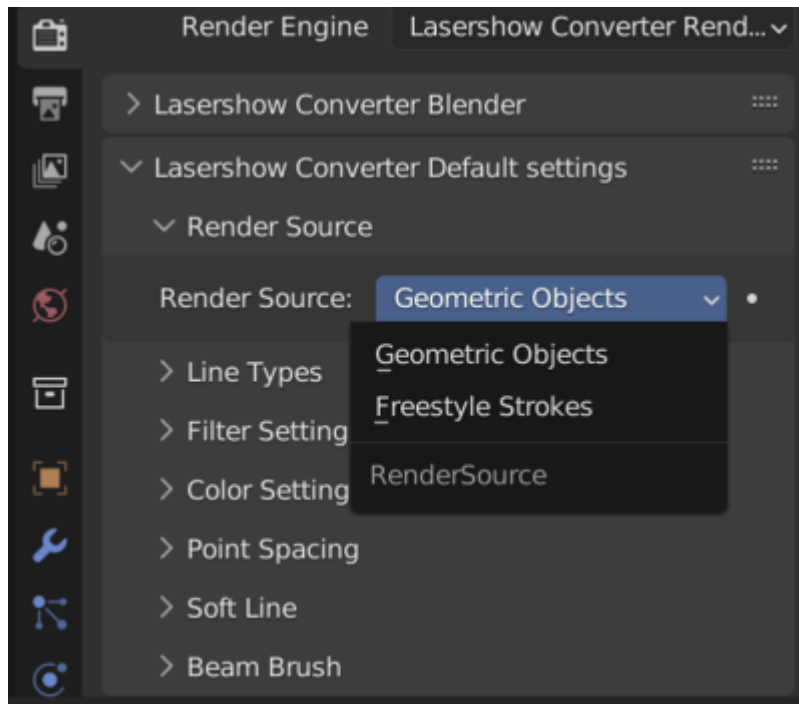 Render Engine Lasershow Converter Rend...
Lasershow Converter Blender
Lasershow Converter Default settings
Render Source
Render Source: Geometric Objects
Geometric Objects
Line Types
Freestyle Strokes
Filter Setting
RenderSource
Color Setting
Point Spacing
Soft Line
Beam Brush